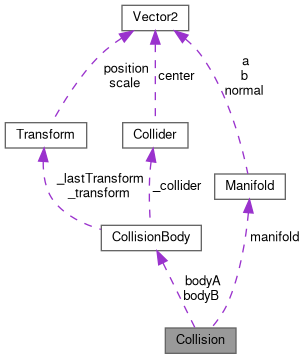 Vector2
position
scale
center
a
b
normal
Transform
Collider
Manifold
_lastTransform
_transform
_collider
manifold
CollisionBody
bodyA
bodyB
Collision